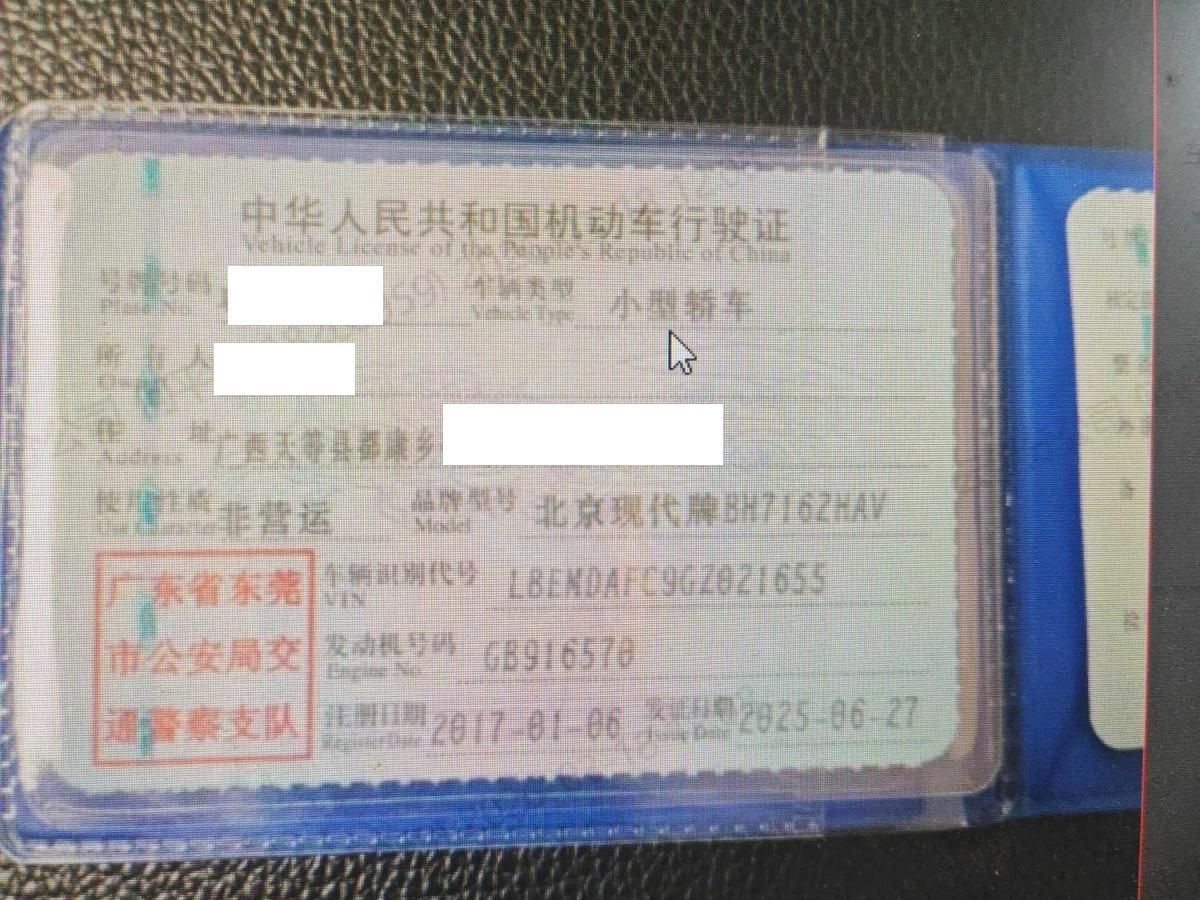 中华人民共和国机动车行驶证
Vehicle License of the People's Republic of China
号牌号码 车辆类型 小型轿车
Plate No. Vehicle Type
所有人
Owner
住址 广西天等县都康乡
Address
使用性质 非营运 品牌型号 北京现代牌BH7162HAV
Use Character Model
广东省东莞
市公安局交
通警察支队
车辆识别代号 LBEMDAFC9GZ021655
VIN
发动机号码 GB916570
Engine No.
注册日期 2017-01-06 发证日期 2025-06-27
Register Date Issue Date